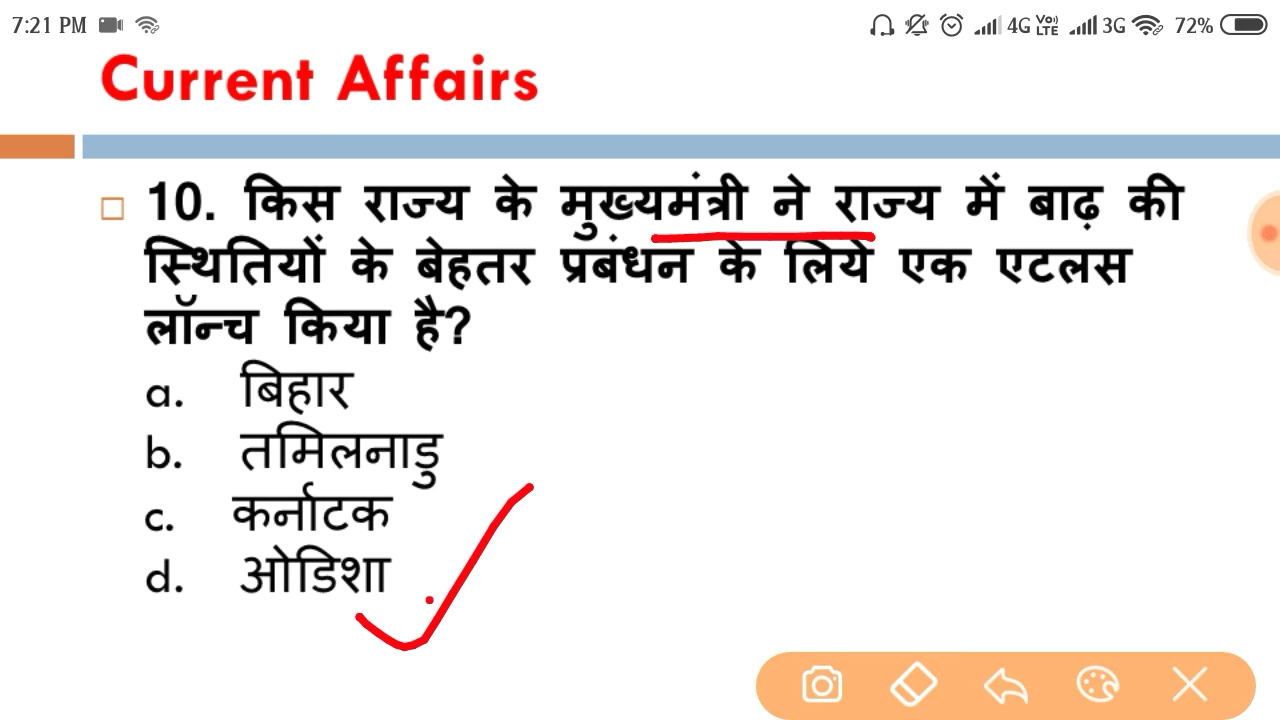 7:21 PM 4G Vo) LTE 3G 72%
Current Affairs
10. किस राज्य के मुख्यमंत्री ने राज्य में बाढ़ की
स्थितियों के बेहतर प्रबंधन के लिये एक एटलस
लॉन्च किया है?
a. बिहार
b. तमिलनाडु
c. कर्नाटक
d. ओडिशा